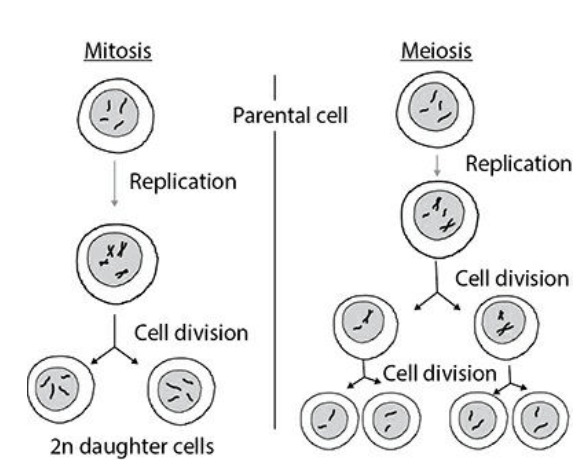 Mitosis
Meiosis
Parental cell
Replication
Replication
Cell division
Cell division
Cell division
2n daughter cells